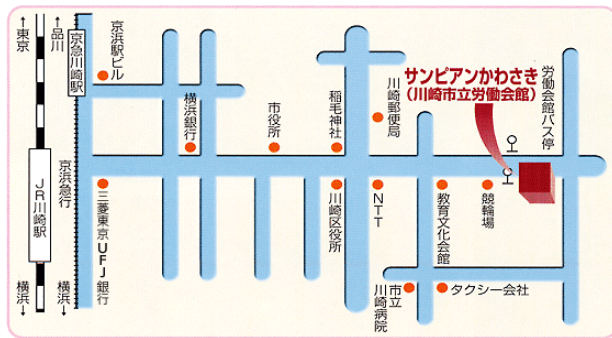 ←東京
←品川
京急川崎駅
京浜駅ビル
横浜銀行
市役所
稲毛神社
川崎郵便局
サンピアンかわさき
(川崎市立労働会館)
労働会館バス停
JR川崎駅
京浜急行
三菱東京UFJ銀行
川崎区役所
NTT
教育文化会館
競輪場
市立
川崎病院
タクシー会社
横浜→
横浜→